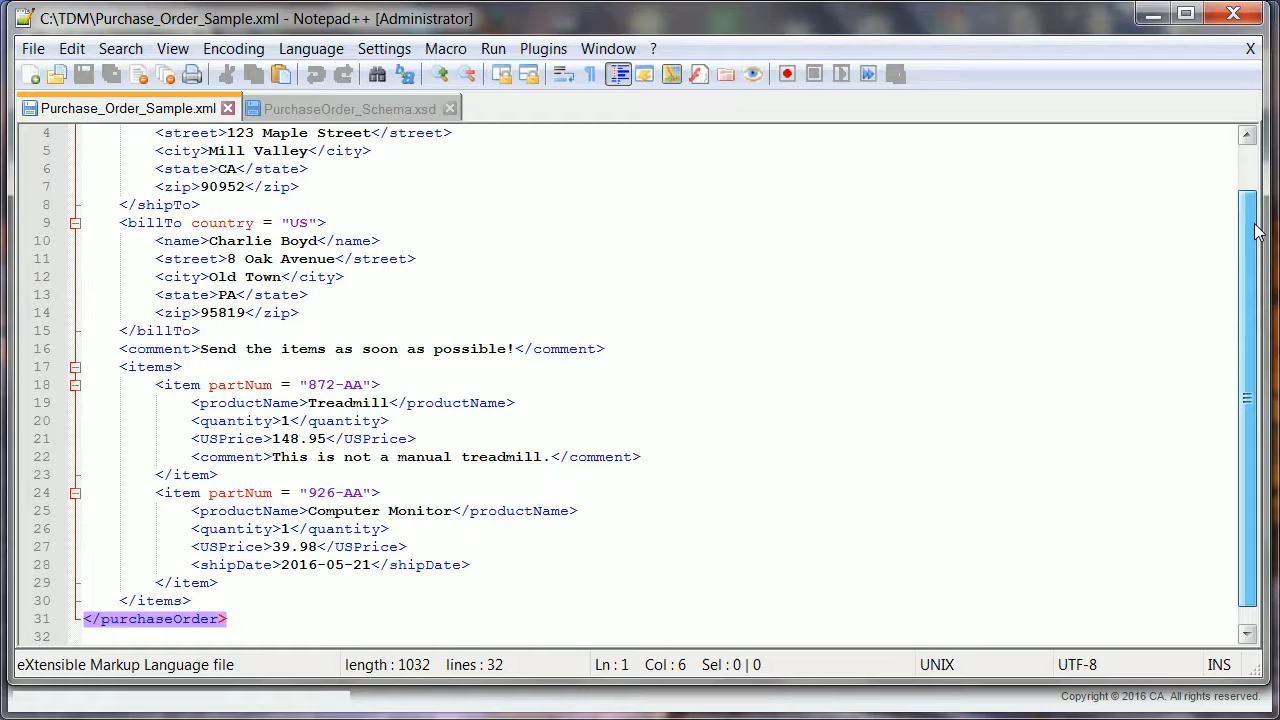 C:\TDM\Purchase_Order_Sample.xml - Notepad++ [Administrator]
File Edit Search View Encoding Language Settings Macro Run Plugins Window ? X
Purchase_Order_Sample.xml PurchaseOrder_Schema.xsd
4 <street>123 Maple Street</street>
5 <city>Mill Valley</city>
6 <state>CA</state>
7 <zip>90952</zip>
8 </shipTo>
9 <billTo country = "US">
10 <name>Charlie Boyd</name>
11 <street>8 Oak Avenue</street>
12 <city>Old Town</city>
13 <state>PA</state>
14 <zip>95819</zip>
15 </billTo>
16 <comment>Send the items as soon as possible!</comment>
17 <items>
18 <item partNum = "872-AA">
19 <productName>Treadmill</productName>
20 <quantity>1</quantity>
21 <USPrice>148.95</USPrice>
22 <comment>This is not a manual treadmill.</comment>
23 </item>
24 <item partNum = "926-AA">
25 <productName>Computer Monitor</productName>
26 <quantity>1</quantity>
27 <USPrice>39.98</USPrice>
28 <shipDate>2016-05-21</shipDate>
29 </item>
30 </items>
31 </purchaseOrder>
32
eXtensible Markup Language file length : 1032 lines : 32 Ln : 1 Col : 6 Sel : 0 | 0 UNIX UTF-8 INS
Copyright © 2016 CA. All rights reserved.